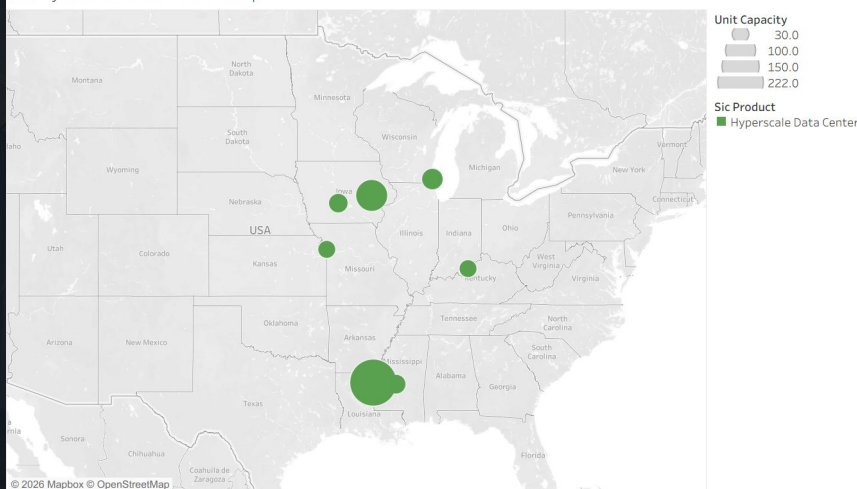 Montana
North
Dakota
Minnesota
South
Dakota
Wisconsin
Michigan
Vermont
New York
Wyoming
Iowa
Nebraska
Connecticut
Pennsylvania
USA
Illinois
Indiana
Ohio
Utah
Colorado
Kansas
Missouri
West
Virginia
Virginia
Kentucky
Oklahoma
Tennessee
North
Carolina
Arizona
New Mexico
Arkansas
Mississippi
South
Carolina
Alabama
Georgia
Texas
Louisiana
Sonora
Chihuahua
Coahuila de
Zaragoza
Florida
© 2026 Mapbox © OpenStreetMap
Unit Capacity
30.0
100.0
150.0
222.0
Sic Product
Hyperscale Data Center